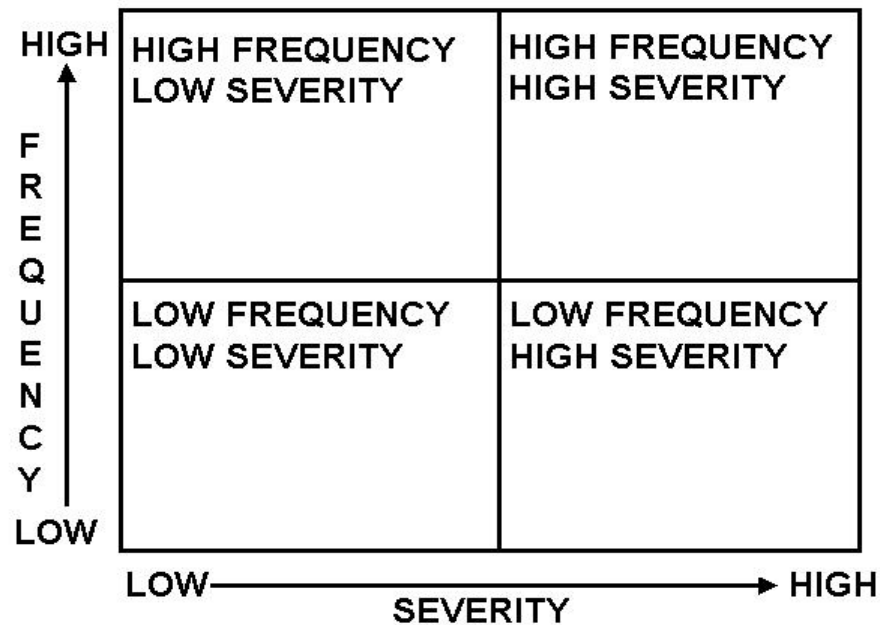 HIGH
HIGH FREQUENCY
LOW SEVERITY
HIGH FREQUENCY
HIGH SEVERITY
FREQUENCY
LOW FREQUENCY
LOW SEVERITY
LOW FREQUENCY
HIGH SEVERITY
LOW
LOW
HIGH
SEVERITY